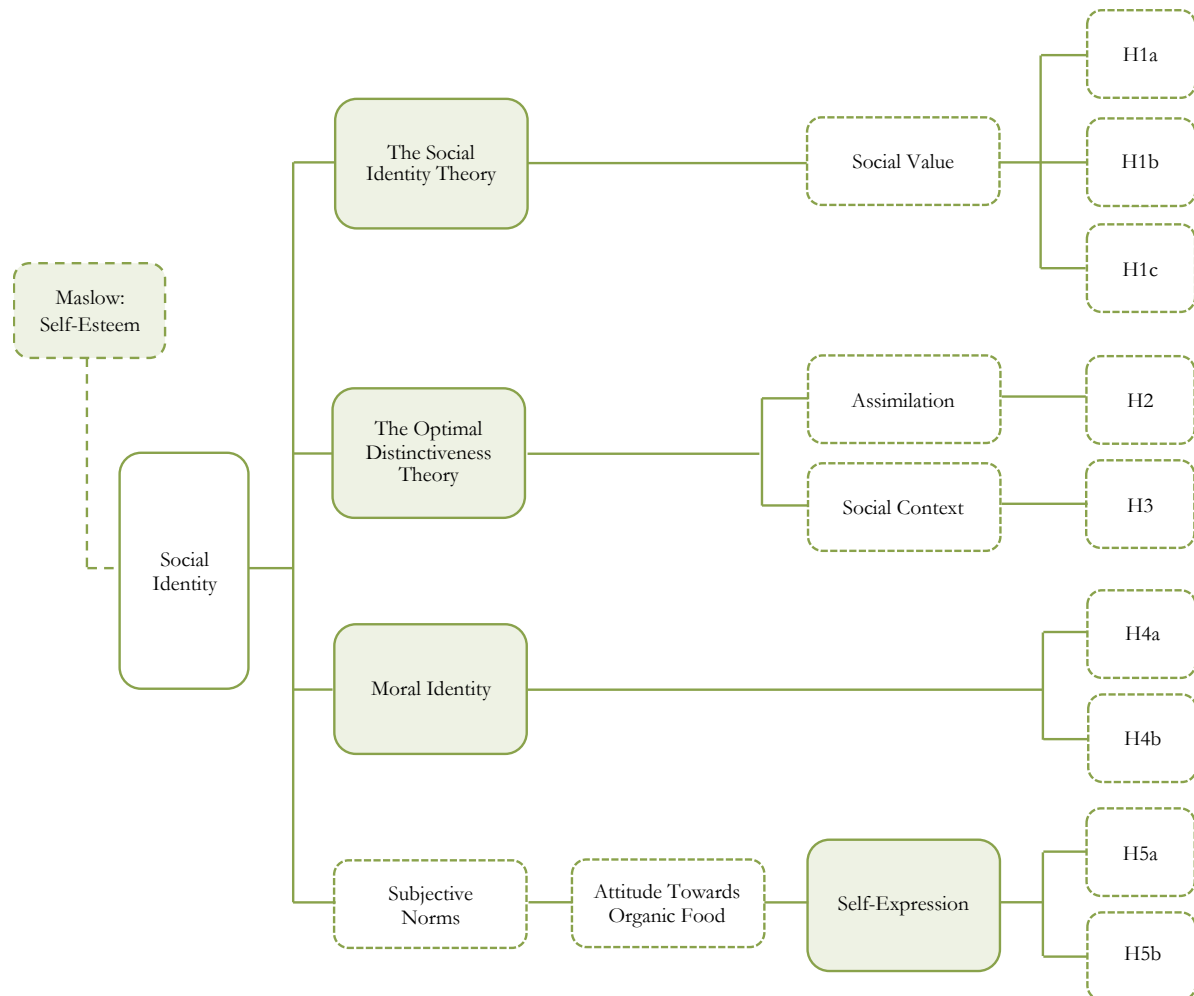 H1a
The Social
Identity Theory
Social Value
H1b
H1c
Maslow:
Self-Esteem
Assimilation
H2
The Optimal
Distinctiveness
Theory
Social Context
H3
Social
Identity
H4a
Moral Identity
H4b
H5a
Subjective
Norms
Attitude Towards
Organic Food
Self-Expression
H5b